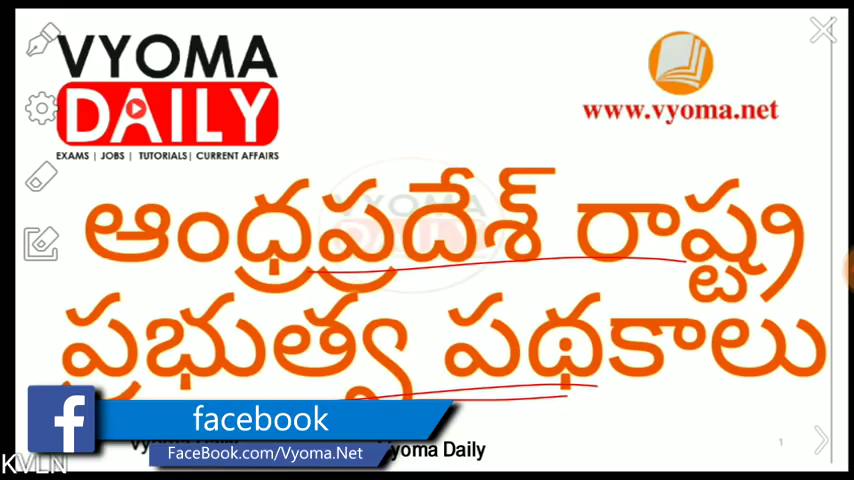 VYOMA
DAILY
EXAMS | JOBS | TUTORIALS| CURRENT AFFAIRS
www.vyoma.net
ఆంధ్రప్రదేశ్ రాష్ట్ర
ప్రభుత్వ పథకాలు
facebook
FaceBook.com/Vyoma.Net
Vyoma Daily
1
KVLN